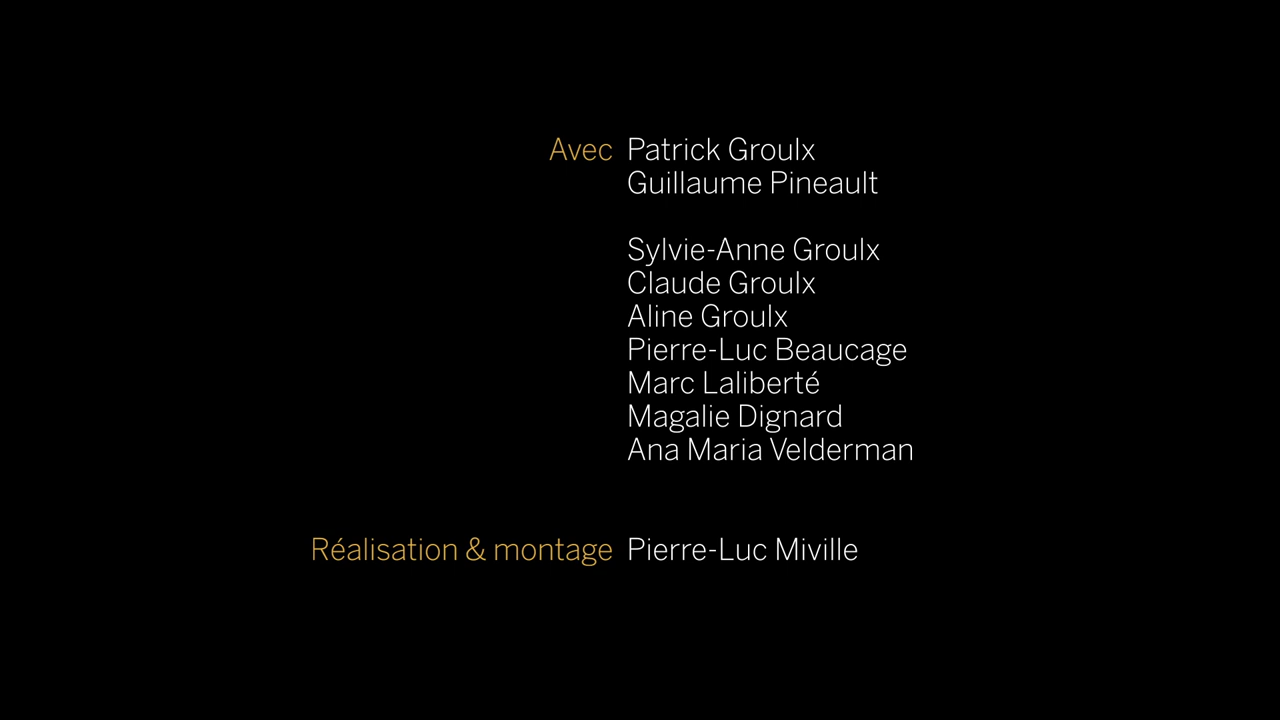 Avec Patrick Groulx
Guillaume Pineault
Sylvie-Anne Groulx
Claude Groulx
Aline Groulx
Pierre-Luc Beaucage
Marc Laliberté
Magalie Dignard
Ana Maria Velderman
Réalisation & montage Pierre-Luc Miville